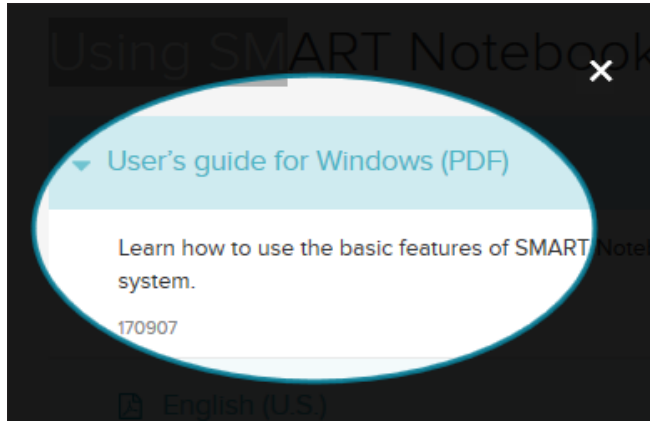 Using SMART Notebook
User's guide for Windows (PDF)
Learn how to use the basic features of SMART Note
system.
170907
English (U.S.)